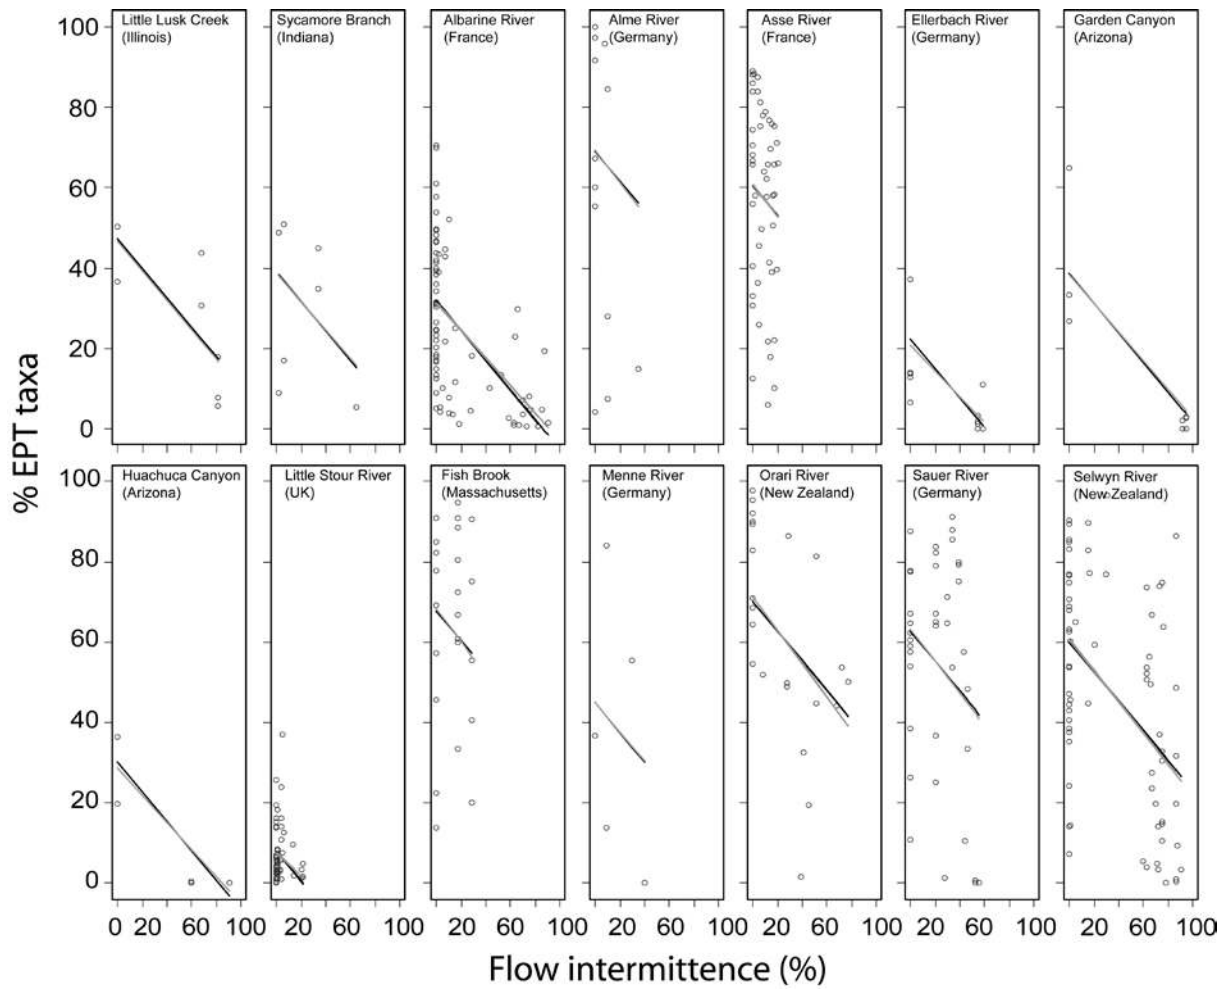 % EPT taxa
Little Lusk Creek
(Illinois)
Sycamore Branch
(Indiana)
Albarine River
(France)
Alme River
(Germany)
Asse River
(France)
Ellerbach River
(Germany)
Garden Canyon
(Arizona)
100
80
60
40
20
0
Huachuca Canyon
(Arizona)
Little Stour River
(UK)
Fish Brook
(Massachusetts)
Menne River
(Germany)
Orari River
(New Zealand)
Sauer River
(Germany)
Selwyn River
(New Zealand)
100
80
60
40
20
0
0 20 60 100 20 60 100 20 60 100 20 60 100 20 60 100 20 60 100 20 60 100
Flow intermittence (%)